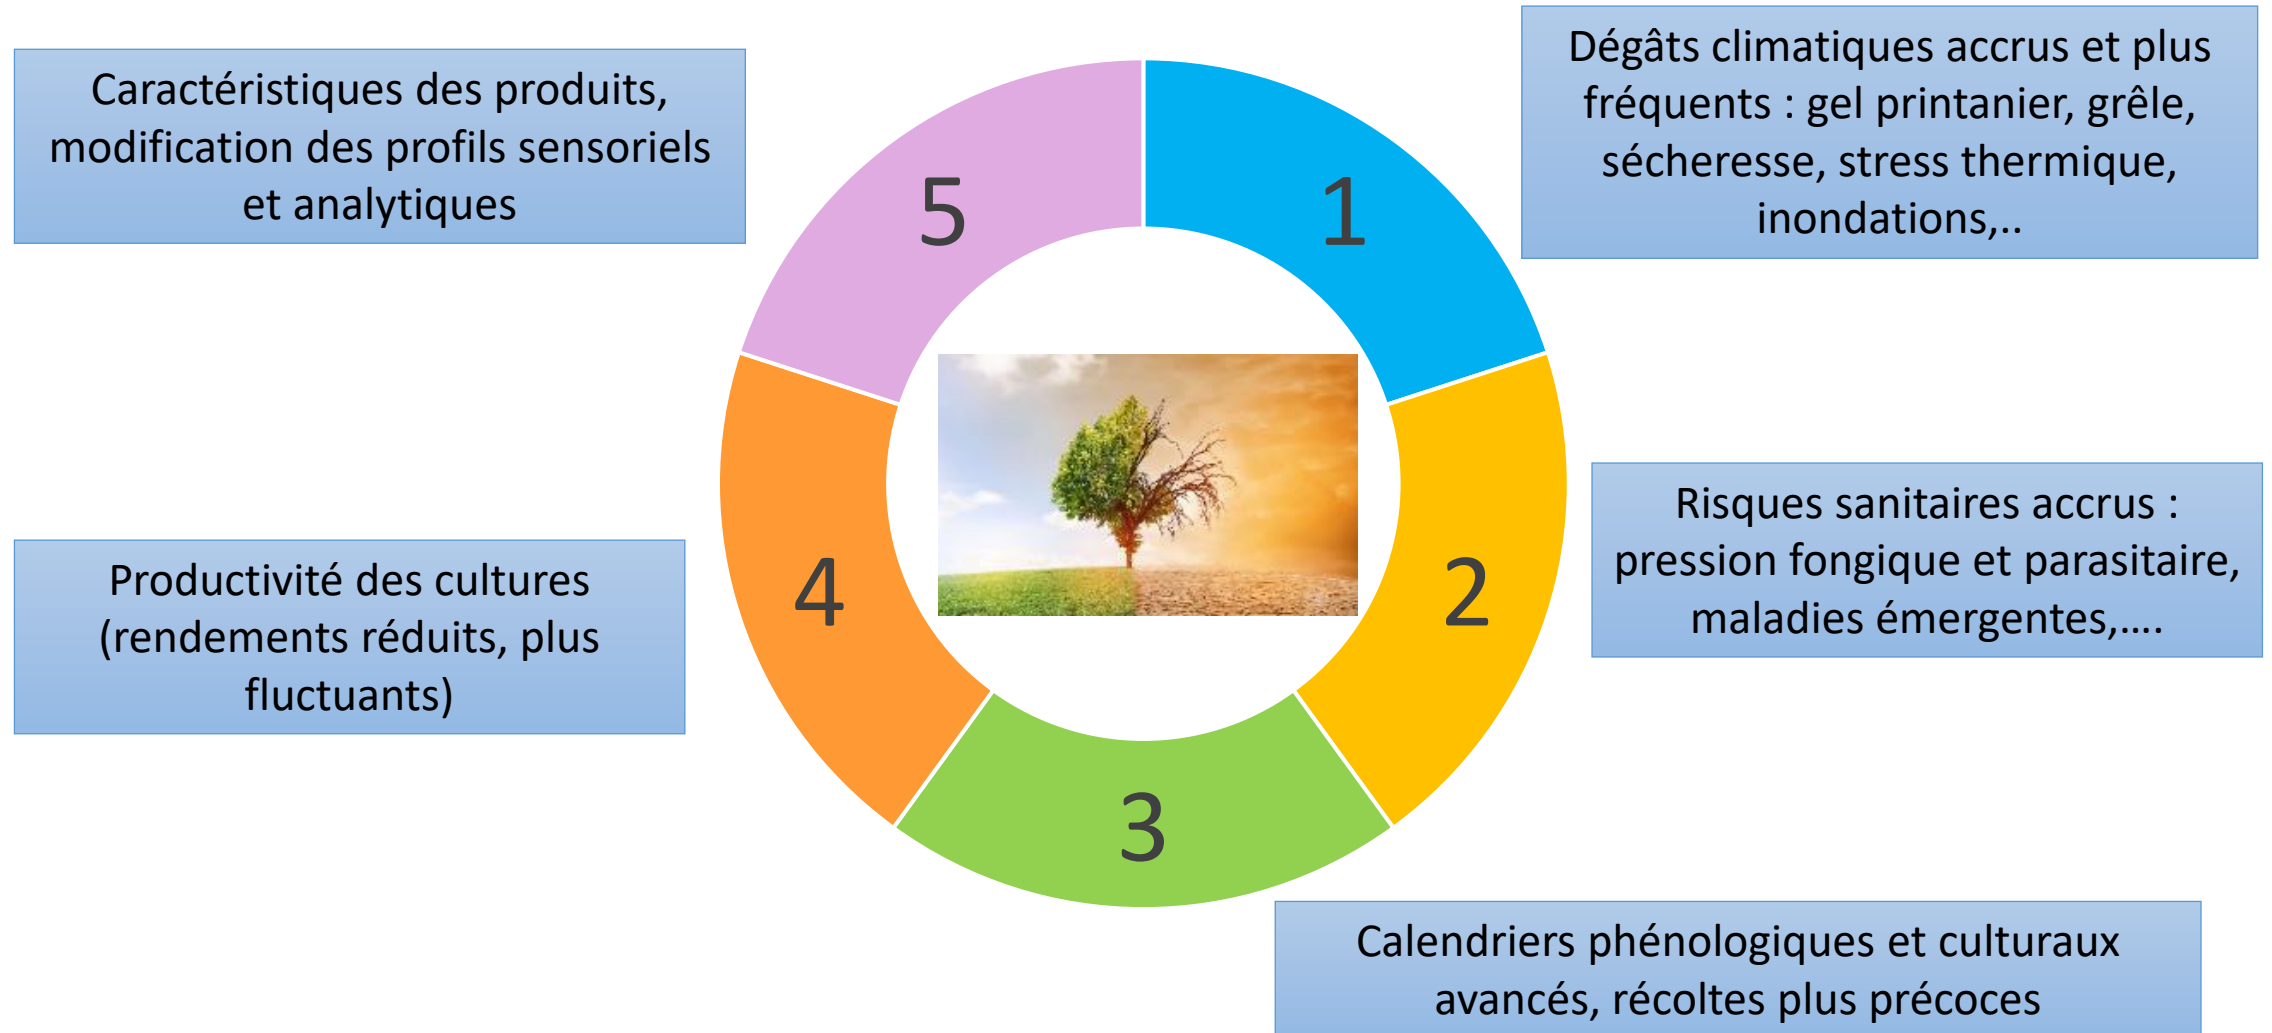 Caractéristiques des produits,
modification des profils sensoriels
et analytiques
Dégâts climatiques accrus et plus
fréquents : gel printanier, grêle,
sécheresse, stress thermique,
inondations,..
5
1
Risques sanitaires accrus :
pression fongique et parasitaire,
maladies émergentes,....
Productivité des cultures
(rendements réduits, plus
fluctuants)
4
2
3
Calendriers phénologiques et culturaux
avancés, récoltes plus précoces